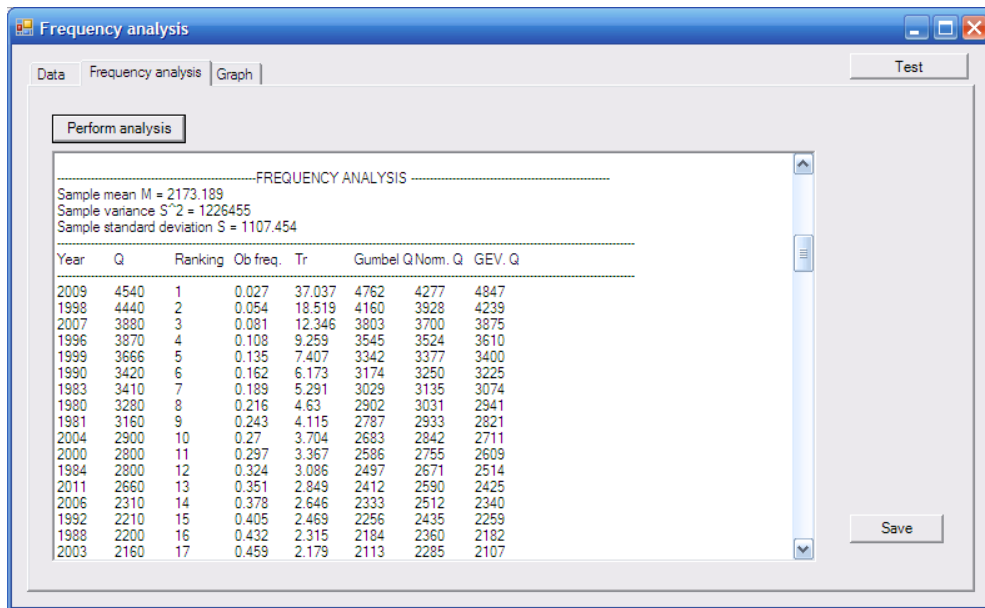 Frequency analysis
Data Frequency analysis Graph Test
Perform analysis
------------------------------------------------FREQUENCY ANALYSIS ------------------------------------------------
Sample mean M = 2173.189
Sample variance S^2 = 1226455
Sample standard deviation S = 1107.454
Year Q Ranking Ob freq. Tr Gumbel Q Norm. Q GEV. Q
2009 4540 1 0.027 37.037 4762 4277 4847
1998 4440 2 0.054 18.519 4160 3928 4239
2007 3880 3 0.081 12.346 3803 3700 3875
1996 3870 4 0.108 9.259 3545 3524 3610
1999 3666 5 0.135 7.407 3342 3377 3400
1990 3420 6 0.162 6.173 3174 3250 3225
1983 3410 7 0.189 5.291 3029 3135 3074
1980 3280 8 0.216 4.63 2902 3031 2941
1981 3160 9 0.243 4.115 2787 2933 2821
2004 2900 10 0.27 3.704 2683 2842 2711
2000 2800 11 0.297 3.367 2586 2755 2609
1984 2800 12 0.324 3.086 2497 2671 2514
2011 2660 13 0.351 2.849 2412 2590 2425
2006 2310 14 0.378 2.646 2333 2512 2340
1992 2210 15 0.405 2.469 2256 2435 2259
1988 2200 16 0.432 2.315 2184 2360 2182
2003 2160 17 0.459 2.179 2113 2285 2107
Save